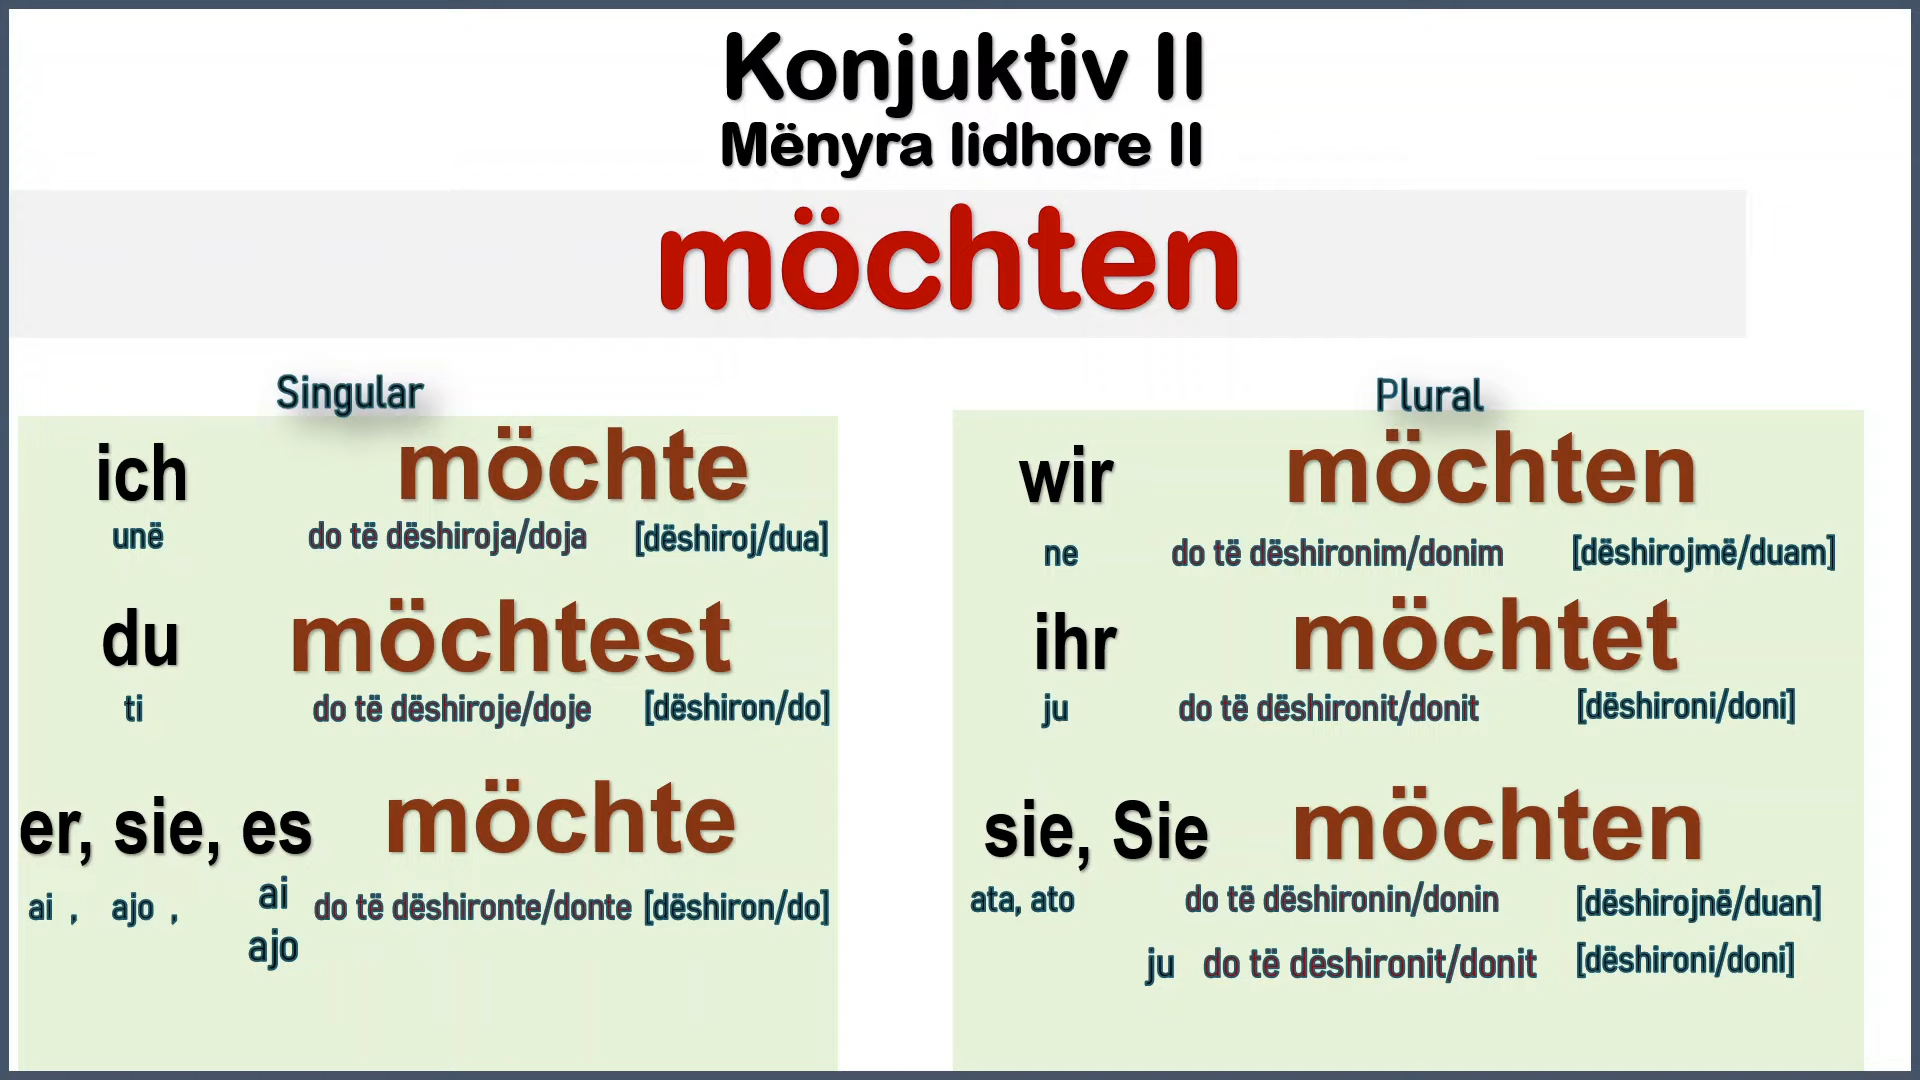 Konjuktiv II
Mënyra lidhore II
möchten
Singular
ich möchte
unë do të dëshiroja/doja [dëshiroj/dua]
du möchtest
ti do të dëshiroje/doje [dëshiron/do]
er, sie, es möchte
ai , ajo , ai do të dëshironte/donte [dëshiron/do]
ajo
Plural
wir möchten
ne do të dëshironim/donim [dëshirojmë/duam]
ihr möchtet
ju do të dëshironit/donit [dëshironi/doni]
sie, Sie möchten
ata, ato do të dëshironin/donin [dëshirojnë/duan]
ju do të dëshironit/donit [dëshironi/doni]